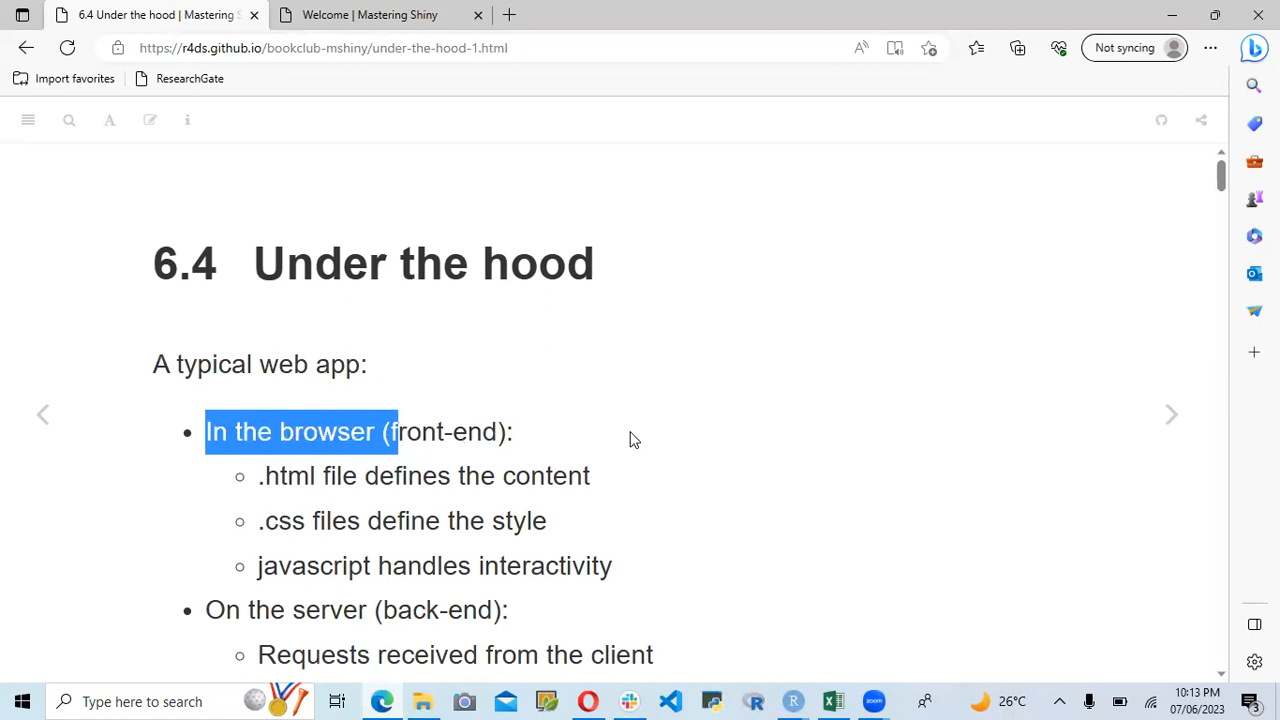 6.4 Under the hood | Mastering S
Welcome | Mastering Shiny
https://r4ds.github.io/bookclub-mshiny/under-the-hood-1.html
Not syncing
Import favorites
ResearchGate
6.4 Under the hood
A typical web app:
• In the browser (front-end):
○ .html file defines the content
○ .css files define the style
○ javascript handles interactivity
• On the server (back-end):
○ Requests received from the client
Type here to search
26°C
10:13 PM
07/06/2023
3